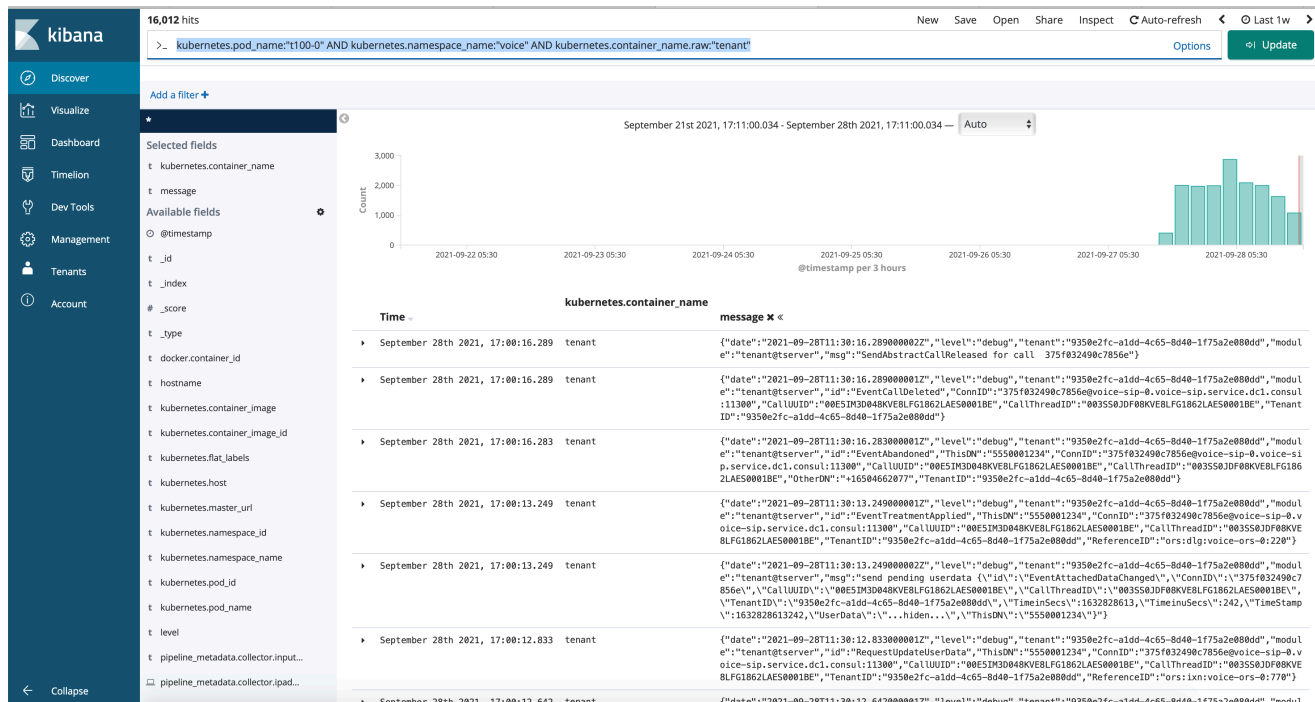 kibana
Discover
Visualize
Dashboard
Timelion
Dev Tools
Management
Tenants
Account
Collapse
16,012 hits
New Save Open Share Inspect Auto-refresh Last 1w
>_ kubernetes.pod_name:"t100-0" AND kubernetes.namespace_name:"voice" AND kubernetes.container_name.raw:"tenant"
Options
Update
Add a filter +
*
Selected fields
t kubernetes.container_name
t message
Available fields
@timestamp
t _id
t _index
# _score
t _type
t docker.container_id
t hostname
t kubernetes.container_image
t kubernetes.container_image_id
t kubernetes.flat_labels
t kubernetes.host
t kubernetes.master_url
t kubernetes.namespace_id
t kubernetes.namespace_name
t kubernetes.pod_id
t kubernetes.pod_name
t level
t pipeline_metadata.collector.input...
pipeline_metadata.collector.ipad...
September 21st 2021, 17:11:00.034 - September 28th 2021, 17:11:00.034 — Auto
Count
3,000
2,000
1,000
0
2021-09-22 05:30 2021-09-23 05:30 2021-09-24 05:30 2021-09-25 05:30 2021-09-26 05:30 2021-09-27 05:30 2021-09-28 05:30
@timestamp per 3 hours
Time kubernetes.container_name message
September 28th 2021, 17:00:16.289 tenant {"date":"2021-09-28T11:30:16.289000002Z","level":"debug","tenant":"9350e2fc-a1dd-4c65-8d40-1f75a2e080dd","modul
e":"tenant@tserver","msg":"SendAbstractCallReleased for call 375f032490c7856e"}
September 28th 2021, 17:00:16.289 tenant {"date":"2021-09-28T11:30:16.289000001Z","level":"debug","tenant":"9350e2fc-a1dd-4c65-8d40-1f75a2e080dd","modul
e":"tenant@tserver","id":"EventCallDeleted","ConnID":"375f032490c7856e@voice-sip-0.voice-sip.service.dc1.consul
:11300","CallUUID":"00E5IM3D048KVE8LFG1862LAES0001BE","CallThreadID":"003SS0JDF08KVE8LFG1862LAES0001BE","Tenant
ID":"9350e2fc-a1dd-4c65-8d40-1f75a2e080dd"}
September 28th 2021, 17:00:16.283 tenant {"date":"2021-09-28T11:30:16.283000001Z","level":"debug","tenant":"9350e2fc-a1dd-4c65-8d40-1f75a2e080dd","modul
e":"tenant@tserver","id":"EventAbandoned","ThisDN":"5550001234","ConnID":"375f032490c7856e@voice-sip-0.voice-si
p.service.dc1.consul:11300","CallUUID":"00E5IM3D048KVE8LFG1862LAES0001BE","CallThreadID":"003SS0JDF08KVE8LFG186
2LAES0001BE","OtherDN":"+16504662077","TenantID":"9350e2fc-a1dd-4c65-8d40-1f75a2e080dd"}
September 28th 2021, 17:00:13.249 tenant {"date":"2021-09-28T11:30:13.249000001Z","level":"debug","tenant":"9350e2fc-a1dd-4c65-8d40-1f75a2e080dd","modul
e":"tenant@tserver","id":"EventTreatmentApplied","ThisDN":"5550001234","ConnID":"375f032490c7856e@voice-sip-0.v
oice-sip.service.dc1.consul:11300","CallUUID":"00E5IM3D048KVE8LFG1862LAES0001BE","CallThreadID":"003SS0JDF08KVE
8LFG1862LAES0001BE","TenantID":"9350e2fc-a1dd-4c65-8d40-1f75a2e080dd","ReferenceID":"ors:dlg:voice-ors-0:220"}
September 28th 2021, 17:00:13.249 tenant {"date":"2021-09-28T11:30:13.249000002Z","level":"debug","tenant":"9350e2fc-a1dd-4c65-8d40-1f75a2e080dd","modul
e":"tenant@tserver","msg":"send pending userdata {\"id\":\"EventAttachedDataChanged\",\"ConnID\":\"375f032490c7
856e\",\"CallUUID\":\"00E5IM3D048KVE8LFG1862LAES0001BE\",\"CallThreadID\":\"003SS0JDF08KVE8LFG1862LAES0001BE\",
\"TenantID\":\"9350e2fc-a1dd-4c65-8d40-1f75a2e080dd\",\"TimeinSecs\":1632828613,\"TimeinuSecs\":242,\"TimeStamp
\":1632828613242,\"UserData\":\"...hiden...\",\"ThisDN\":\"5550001234\"}"}
September 28th 2021, 17:00:12.833 tenant {"date":"2021-09-28T11:30:12.833000001Z","level":"debug","tenant":"9350e2fc-a1dd-4c65-8d40-1f75a2e080dd","modul
e":"tenant@tserver","id":"RequestUpdateUserData","ThisDN":"5550001234","ConnID":"375f032490c7856e@voice-sip-0.v
oice-sip.service.dc1.consul:11300","CallUUID":"00E5IM3D048KVE8LFG1862LAES0001BE","CallThreadID":"003SS0JDF08KVE
8LFG1862LAES0001BE","TenantID":"9350e2fc-a1dd-4c65-8d40-1f75a2e080dd","ReferenceID":"ors:ixn:voice-ors-0:770"}